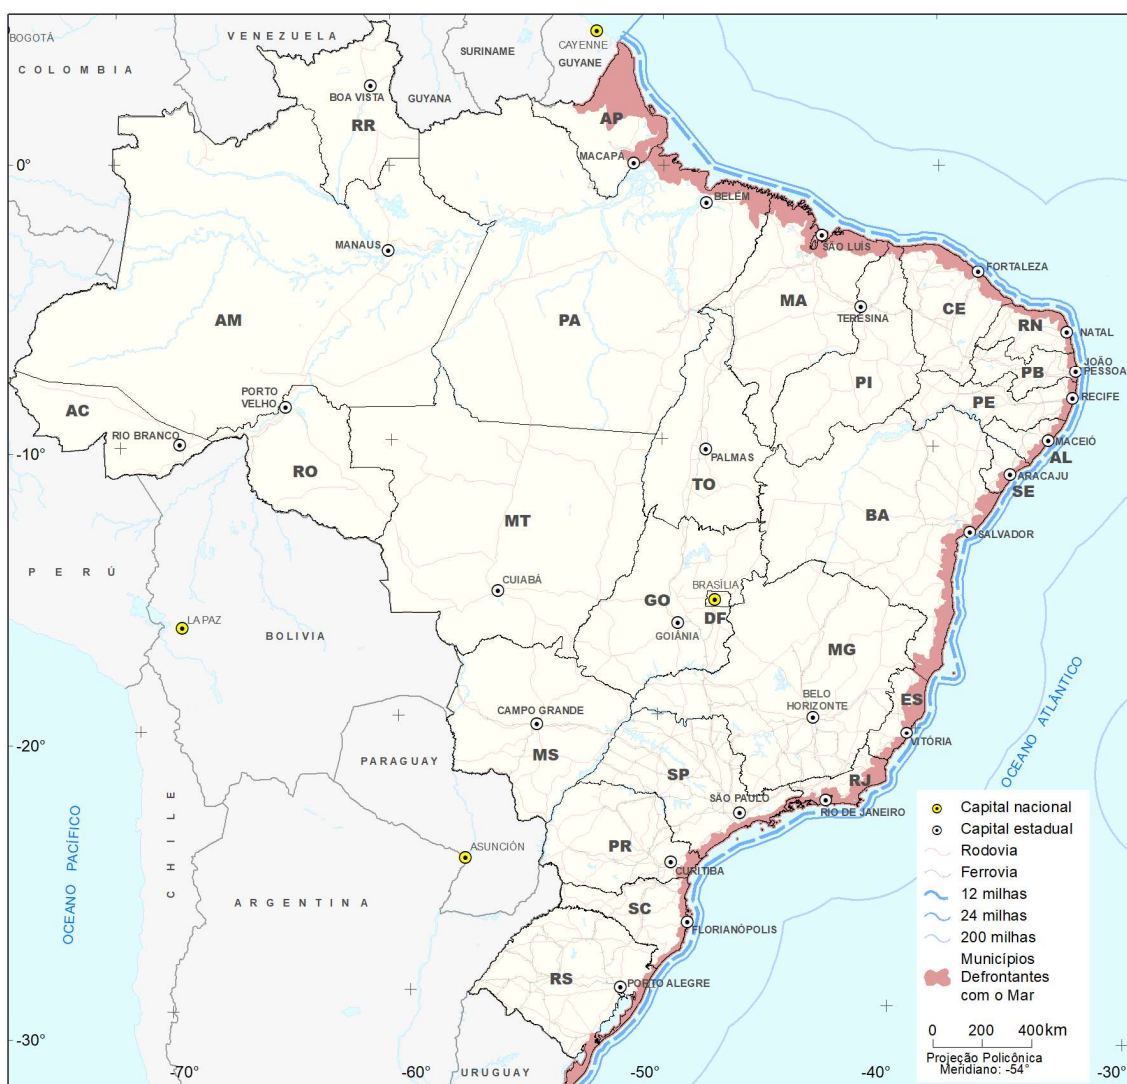 BOGOTÁ
VENEZUELA
SURINAME
CAYENNE
GUYANE
COLOMBIA
BOA VISTA
GUYANA
RR
AP
0°
MACAPÁ
BELÉM
MANAUS
SÃO LUÍS
FORTALEZA
AM
PA
MA
TERESINA
CE
RN
NATAL
JOÃO
PESSOA
PB
PI
PORTO
VELHO
PE
RECIFE
AC
RIO BRANCO
-10°
RO
PALMAS
MACEIÓ
AL
ARACAJU
SE
TO
MT
BA
SALVADOR
PERÚ
CUIABÁ
BRASÍLIA
GO
DF
LA PAZ
BOLIVIA
GOIÂNIA
MG
OCEANO ATLÂNTICO
BELO
HORIZONTE
ES
CAMPO GRANDE
VITÓRIA
-20°
MS
PARAGUAY
SP
RJ
SÃO PAULO
RIO DE JANEIRO
OCEANO PACÍFICO
CHILE
ASUNCIÓN
PR
CURITIBA
ARGENTINA
SC
FLORIANÓPOLIS
RS
PORTO ALEGRE
-30°
URUGUAY
-70°
-60°
-50°
-40°
-30°
Capital nacional
Capital estadual
Rodovia
Ferrovia
12 milhas
24 milhas
200 milhas
Municípios
Defrontantes
com o Mar
0 200 400km
Projeção Policônica
Meridiano: -54°